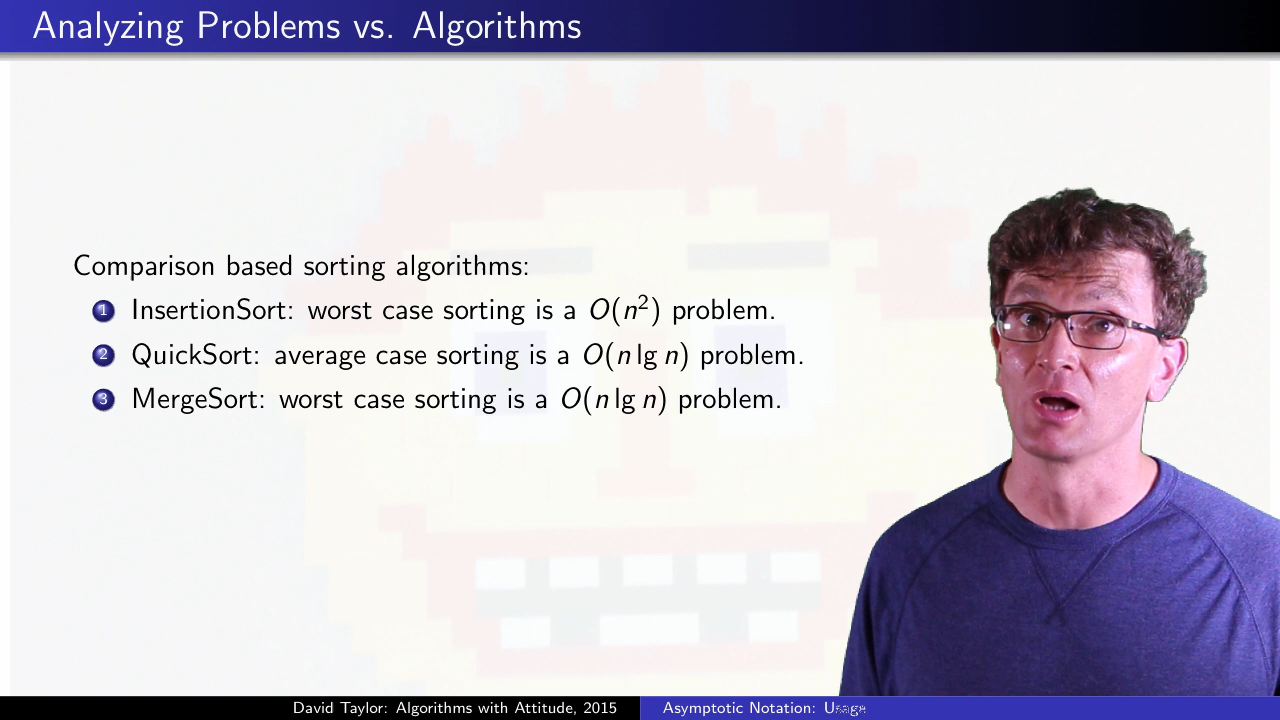 Analyzing Problems vs. Algorithms
Comparison based sorting algorithms:
1 InsertionSort: worst case sorting is a O(n²) problem.
2 QuickSort: average case sorting is a O(n lg n) problem.
3 MergeSort: worst case sorting is a O(n lg n) problem.
David Taylor: Algorithms with Attitude, 2015
Asymptotic Notation: Usage